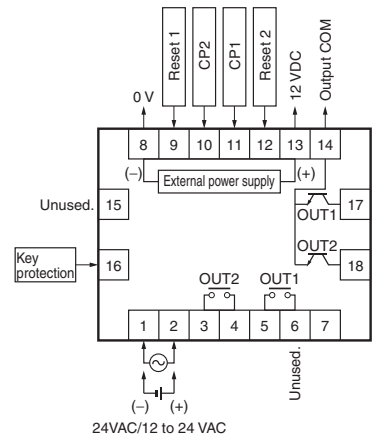 Reset 1
CP2
CP1
Reset 2
12 VDC
Output COM
0 V
8 9 10 11 12 13 14
(−) External power supply (+)
Unused. 15
17
OUT1
Key
protection
16
OUT2
18
OUT2 OUT1
1 2 3 4 5 6 7
Unused.
(−) (+)
24VAC/12 to 24 VAC